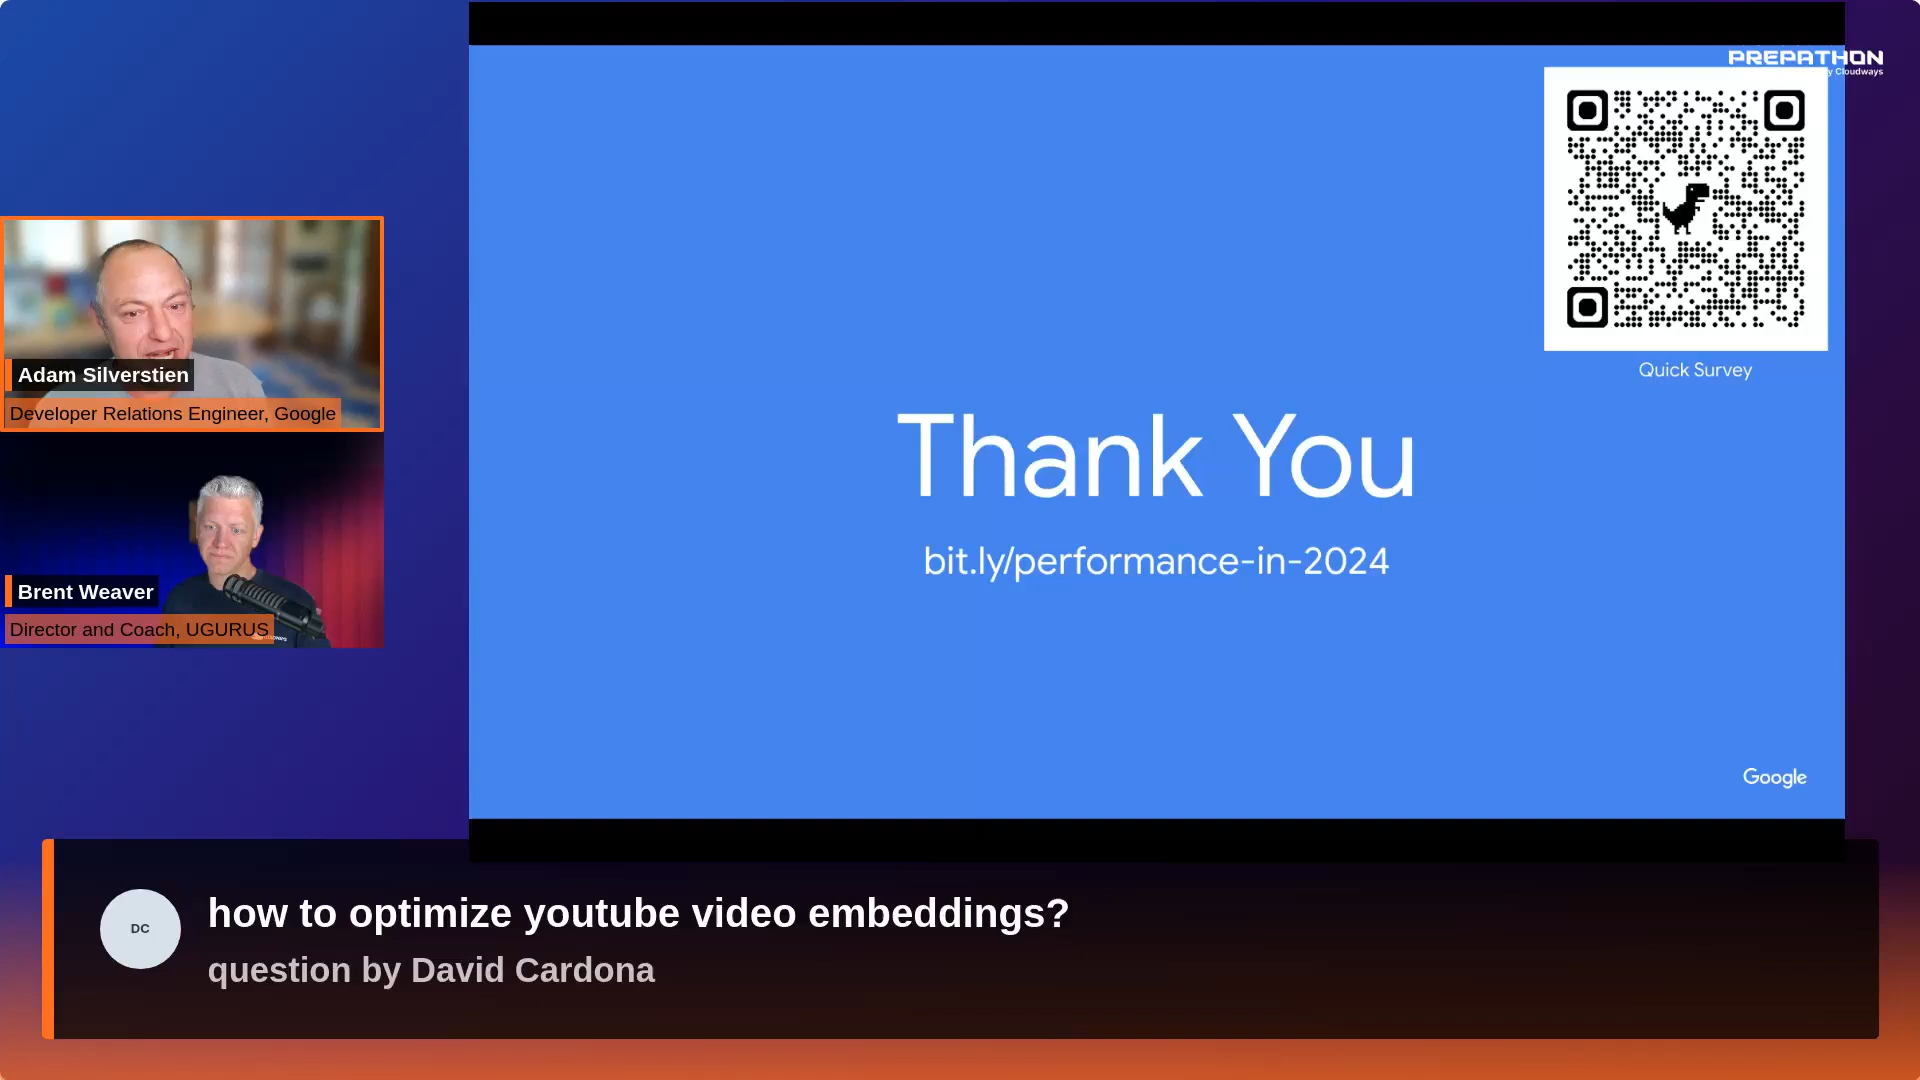 PREPATHON
y Cloudways
Quick Survey
Adam Silverstien
Developer Relations Engineer, Google
Thank You
bit.ly/performance-in-2024
Brent Weaver
Director and Coach, UGURUS
Google
DC
how to optimize youtube video embeddings?
question by David Cardona